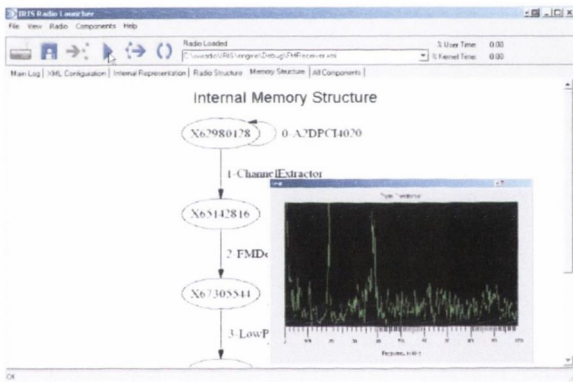 IRIS Radio Launcher
File View Radio Components Help
Radio Loaded
% User Time: 0.00
% Kernel Time: 0.00
Main Log XML Configuration Internal Representation Radio Structure Memory Structure All Components
Internal Memory Structure
X62980128 0-A2DPCI4020
1-ChannelExtractor
X65142816
2-FMDe
X67305544
3-LowP
OK